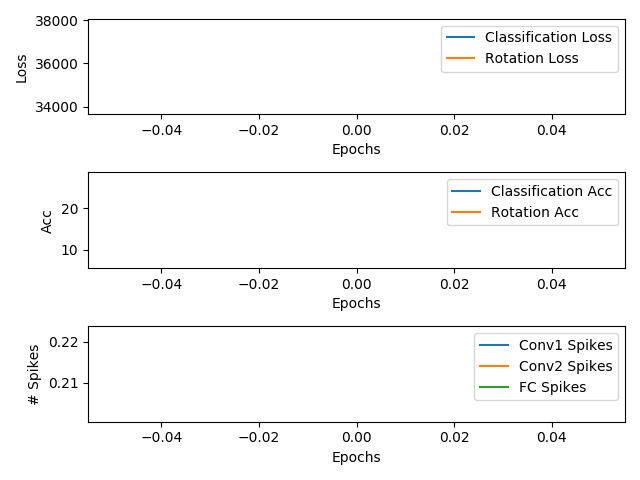 38000
36000
34000
Loss
Classification Loss
Rotation Loss
−0.04 −0.02 0.00 0.02 0.04
Epochs
20
10
Acc
Classification Acc
Rotation Acc
−0.04 −0.02 0.00 0.02 0.04
Epochs
0.22
0.21
# Spikes
Conv1 Spikes
Conv2 Spikes
FC Spikes
−0.04 −0.02 0.00 0.02 0.04
Epochs